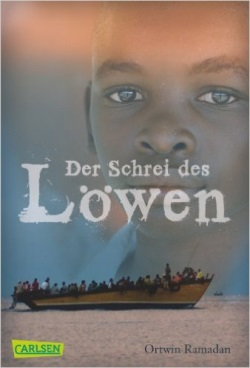 Der Schrei des
Löwen
CARLSEN
Ortwin Ramadan